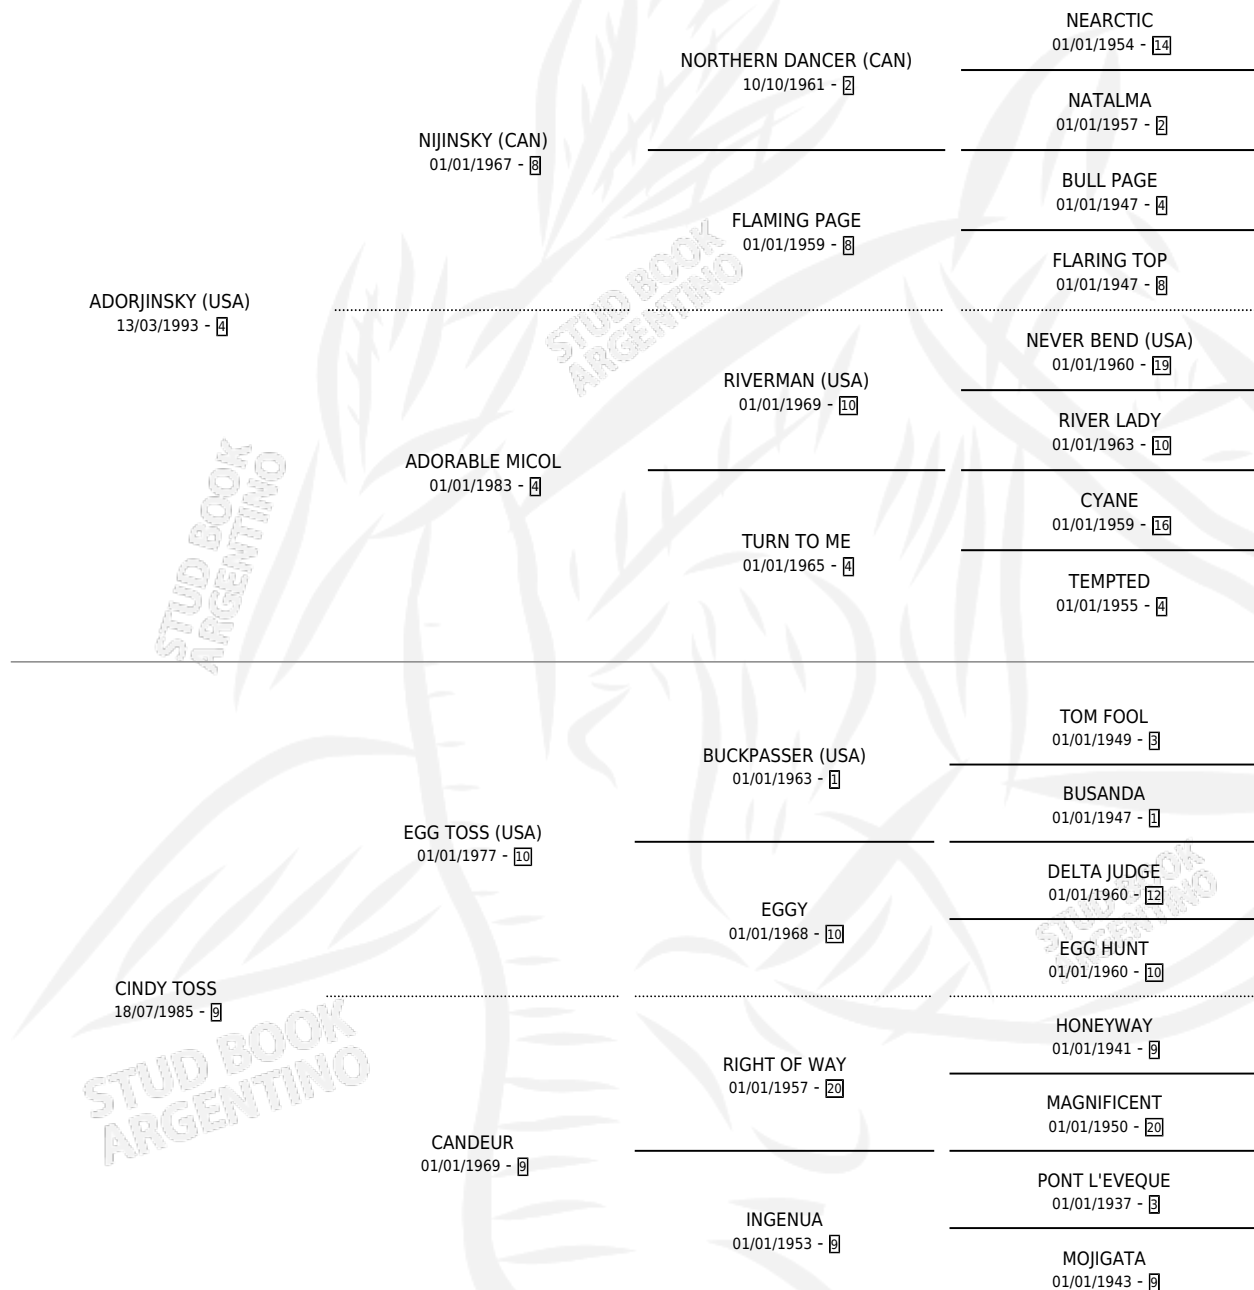 NEARCTIC
01/01/1954 - 14
NORTHERN DANCER (CAN)
10/10/1961 - 2
NATALMA
01/01/1957 - 2
NIJINSKY (CAN)
01/01/1967 - 8
BULL PAGE
01/01/1947 - 4
FLAMING PAGE
01/01/1959 - 8
FLARING TOP
01/01/1947 - 8
STUD BOOK
ARGENTINO
ADORJINSKY (USA)
13/03/1993 - 4
NEVER BEND (USA)
01/01/1960 - 19
RIVERMAN (USA)
01/01/1969 - 10
RIVER LADY
01/01/1963 - 10
ADORABLE MICOL
01/01/1983 - 4
CYANE
01/01/1959 - 16
TURN TO ME
01/01/1965 - 4
TEMPTED
01/01/1955 - 4
STUD BOOK
ARGENTINO
TOM FOOL
01/01/1949 - 3
BUCKPASSER (USA)
01/01/1963 - 1
BUSANDA
01/01/1947 - 1
EGG TOSS (USA)
01/01/1977 - 10
DELTA JUDGE
01/01/1960 - 12
EGGY
01/01/1968 - 10
STUD BOOK
ARGENTINO
EGG HUNT
01/01/1960 - 10
CINDY TOSS
18/07/1985 - 9
HONEYWAY
01/01/1941 - 9
RIGHT OF WAY
01/01/1957 - 20
MAGNIFICENT
01/01/1950 - 20
STUD BOOK
ARGENTINO
CANDEUR
01/01/1969 - 9
PONT L'EVEQUE
01/01/1937 - 3
INGENUA
01/01/1953 - 9
MOJIGATA
01/01/1943 - 9